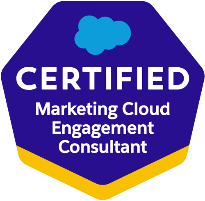 CERTIFIED
Marketing Cloud
Engagement
Consultant